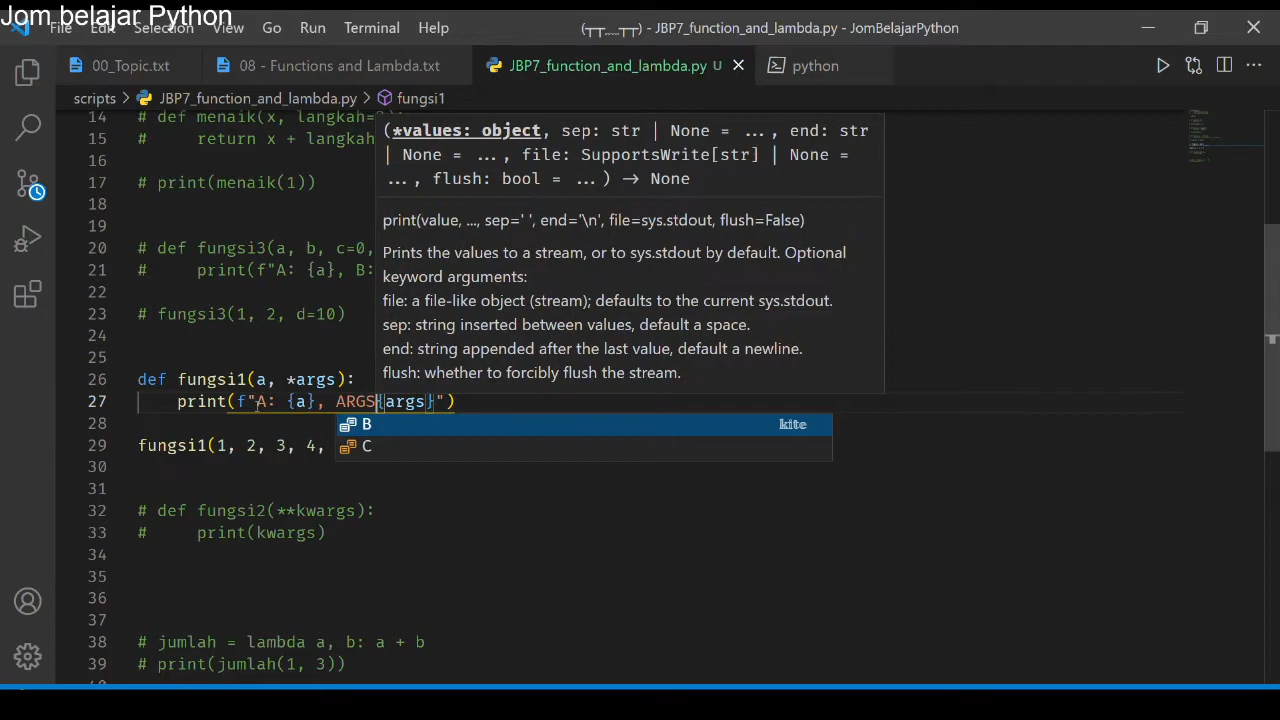 Jom belajar Python
File Edit Selection View Go Run Terminal Help
JBP7_function_and_lambda.py - JomBelajarPython
00_Topic.txt 08 - Functions and Lambda.txt JBP7_function_and_lambda.py U python
scripts > JBP7_function_and_lambda.py > fungsi1
14 # def menaik(x, langkah=
15 # return x + langkah
16
17 # print(menaik(1))
18
19
20 # def fungsi3(a, b, c=0,
21 # print(f"A: {a}, B:
22
23 # fungsi3(1, 2, d=10)
24
25
(*values: object, sep: str | None = ..., end: str
| None = ..., file: SupportsWrite[str] | None =
..., flush: bool = ...) → None
print(value, ..., sep=' ', end='\n', file=sys.stdout, flush=False)
Prints the values to a stream, or to sys.stdout by default. Optional
keyword arguments:
file: a file-like object (stream); defaults to the current sys.stdout.
sep: string inserted between values, default a space.
end: string appended after the last value, default a newline.
flush: whether to forcibly flush the stream.
26 def fungsi1(a, *args):
27 print(f"A: {a}, ARGS{args}")
28
B kite
C
29 fungsi1(1, 2, 3, 4,
30
31
32 # def fungsi2(**kwargs):
33 # print(kwargs)
34
35
36
37
38 # jumlah = lambda a, b: a + b
39 # print(jumlah(1, 3))